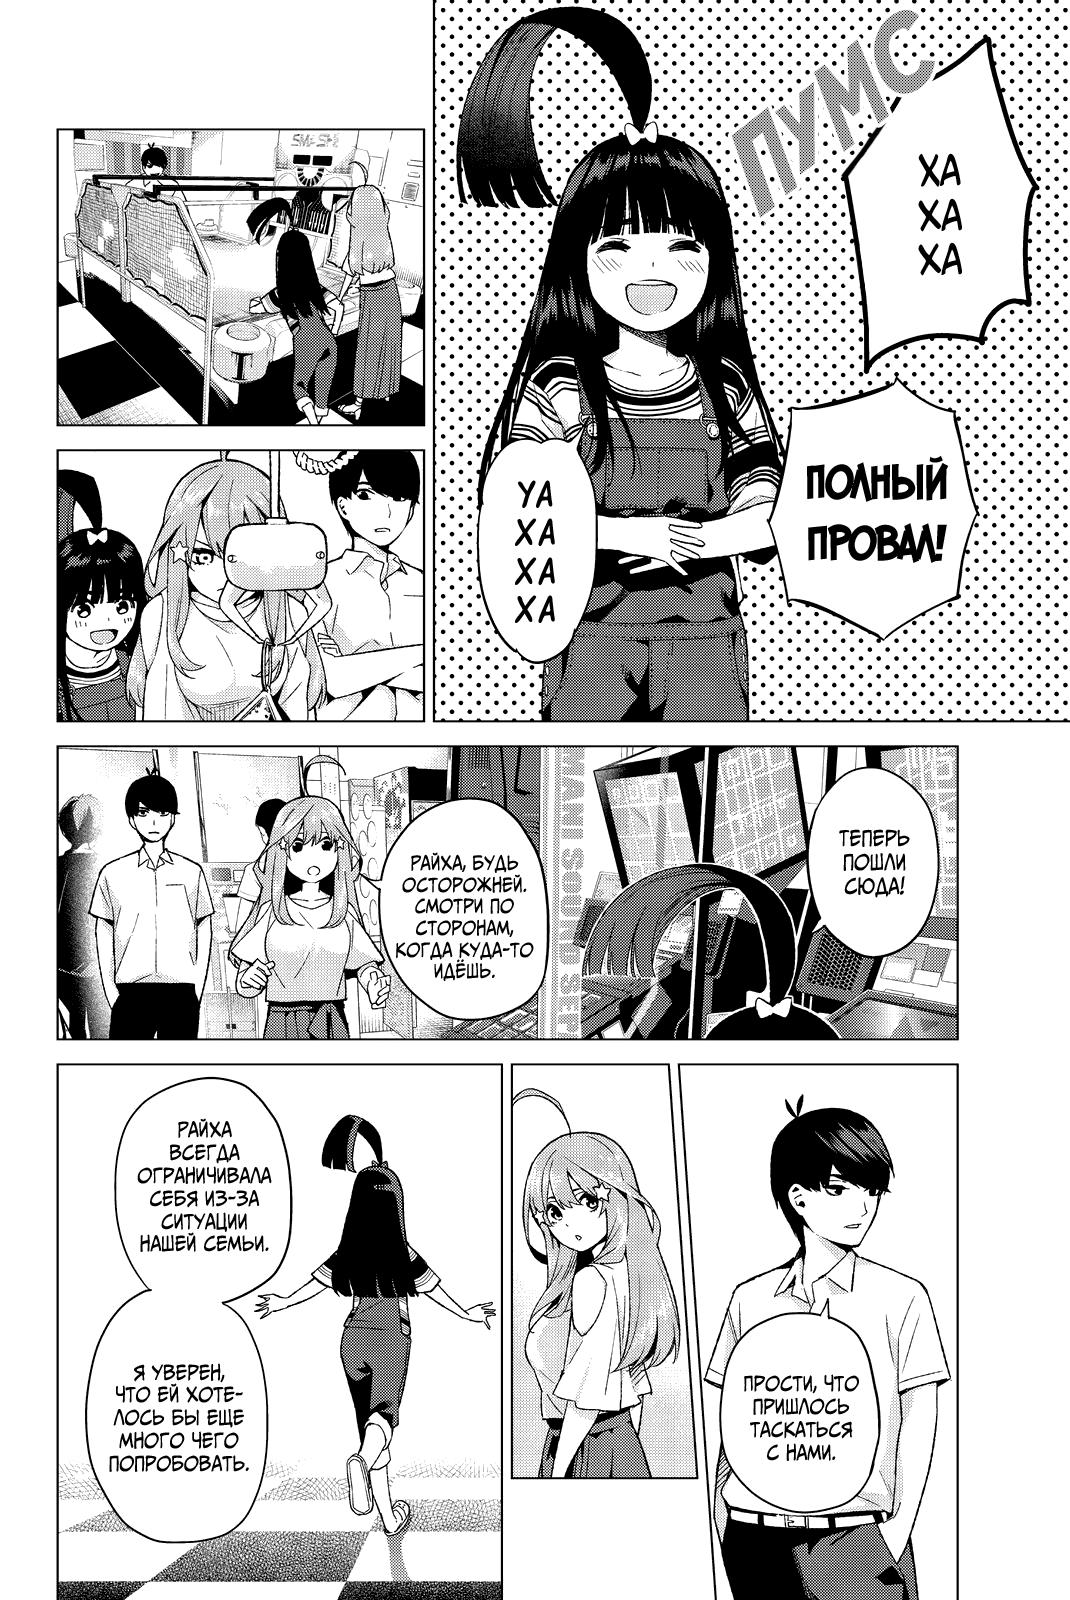 ПУМС
ХА
ХА
ХА
ПОЛНЫЙ
ПРОВАЛ!
УА
ХА
ХА
ХА
SMASH
ТЕПЕРЬ
ПОШЛИ
СЮДА!
РАЙХА, БУДЬ
ОСТОРОЖНЕЙ.
СМОТРИ ПО
СТОРОНАМ,
КОГДА КУДА-ТО
ИДЁШЬ.
ПРОСТИ, ЧТО
ПРИШЛОСЬ
ТАСКАТЬСЯ
С НАМИ.
РАЙХА
ВСЕГДА
ОГРАНИЧИВАЛА
СЕБЯ ИЗ-ЗА
СИТУАЦИИ
НАШЕЙ СЕМЬИ.
Я УВЕРЕН,
ЧТО ЕЙ ХОТЕ-
ЛОСЬ БЫ ЕЩЕ
МНОГО ЧЕГО
ПОПРОБОВАТЬ.